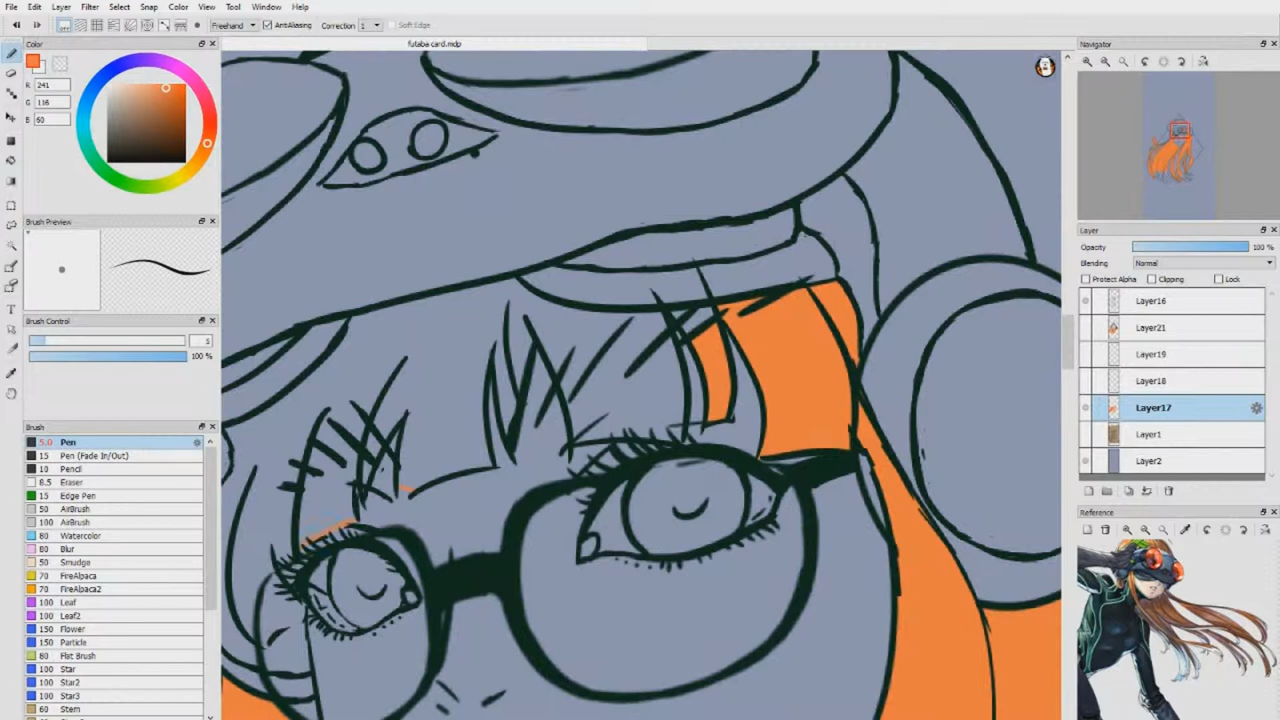 File Edit Layer Filter Select Snap Color View Tool Window Help
Freehand AntiAliasing Correction 1 Soft Edge
Color
futaba card.mdp
Navigator
R 241
G 116
B 60
Brush Preview
Layer
Opacity 100 %
Blending Normal
Protect Alpha Clipping Lock
Layer16
Brush Control
Layer21
5
Layer19
100 %
Layer18
Layer17
Brush
Layer1
5.0 Pen
15 Pen (Fade In/Out)
Layer2
10 Pencil
8.5 Eraser
15 Edge Pen
50 AirBrush
Reference
100 AirBrush
80 Watercolor
80 Blur
50 Smudge
70 FireAlpaca
70 FireAlpaca2
100 Leaf
100 Leaf2
150 Flower
150 Particle
80 Flat Brush
100 Star
100 Star2
100 Star3
60 Stem